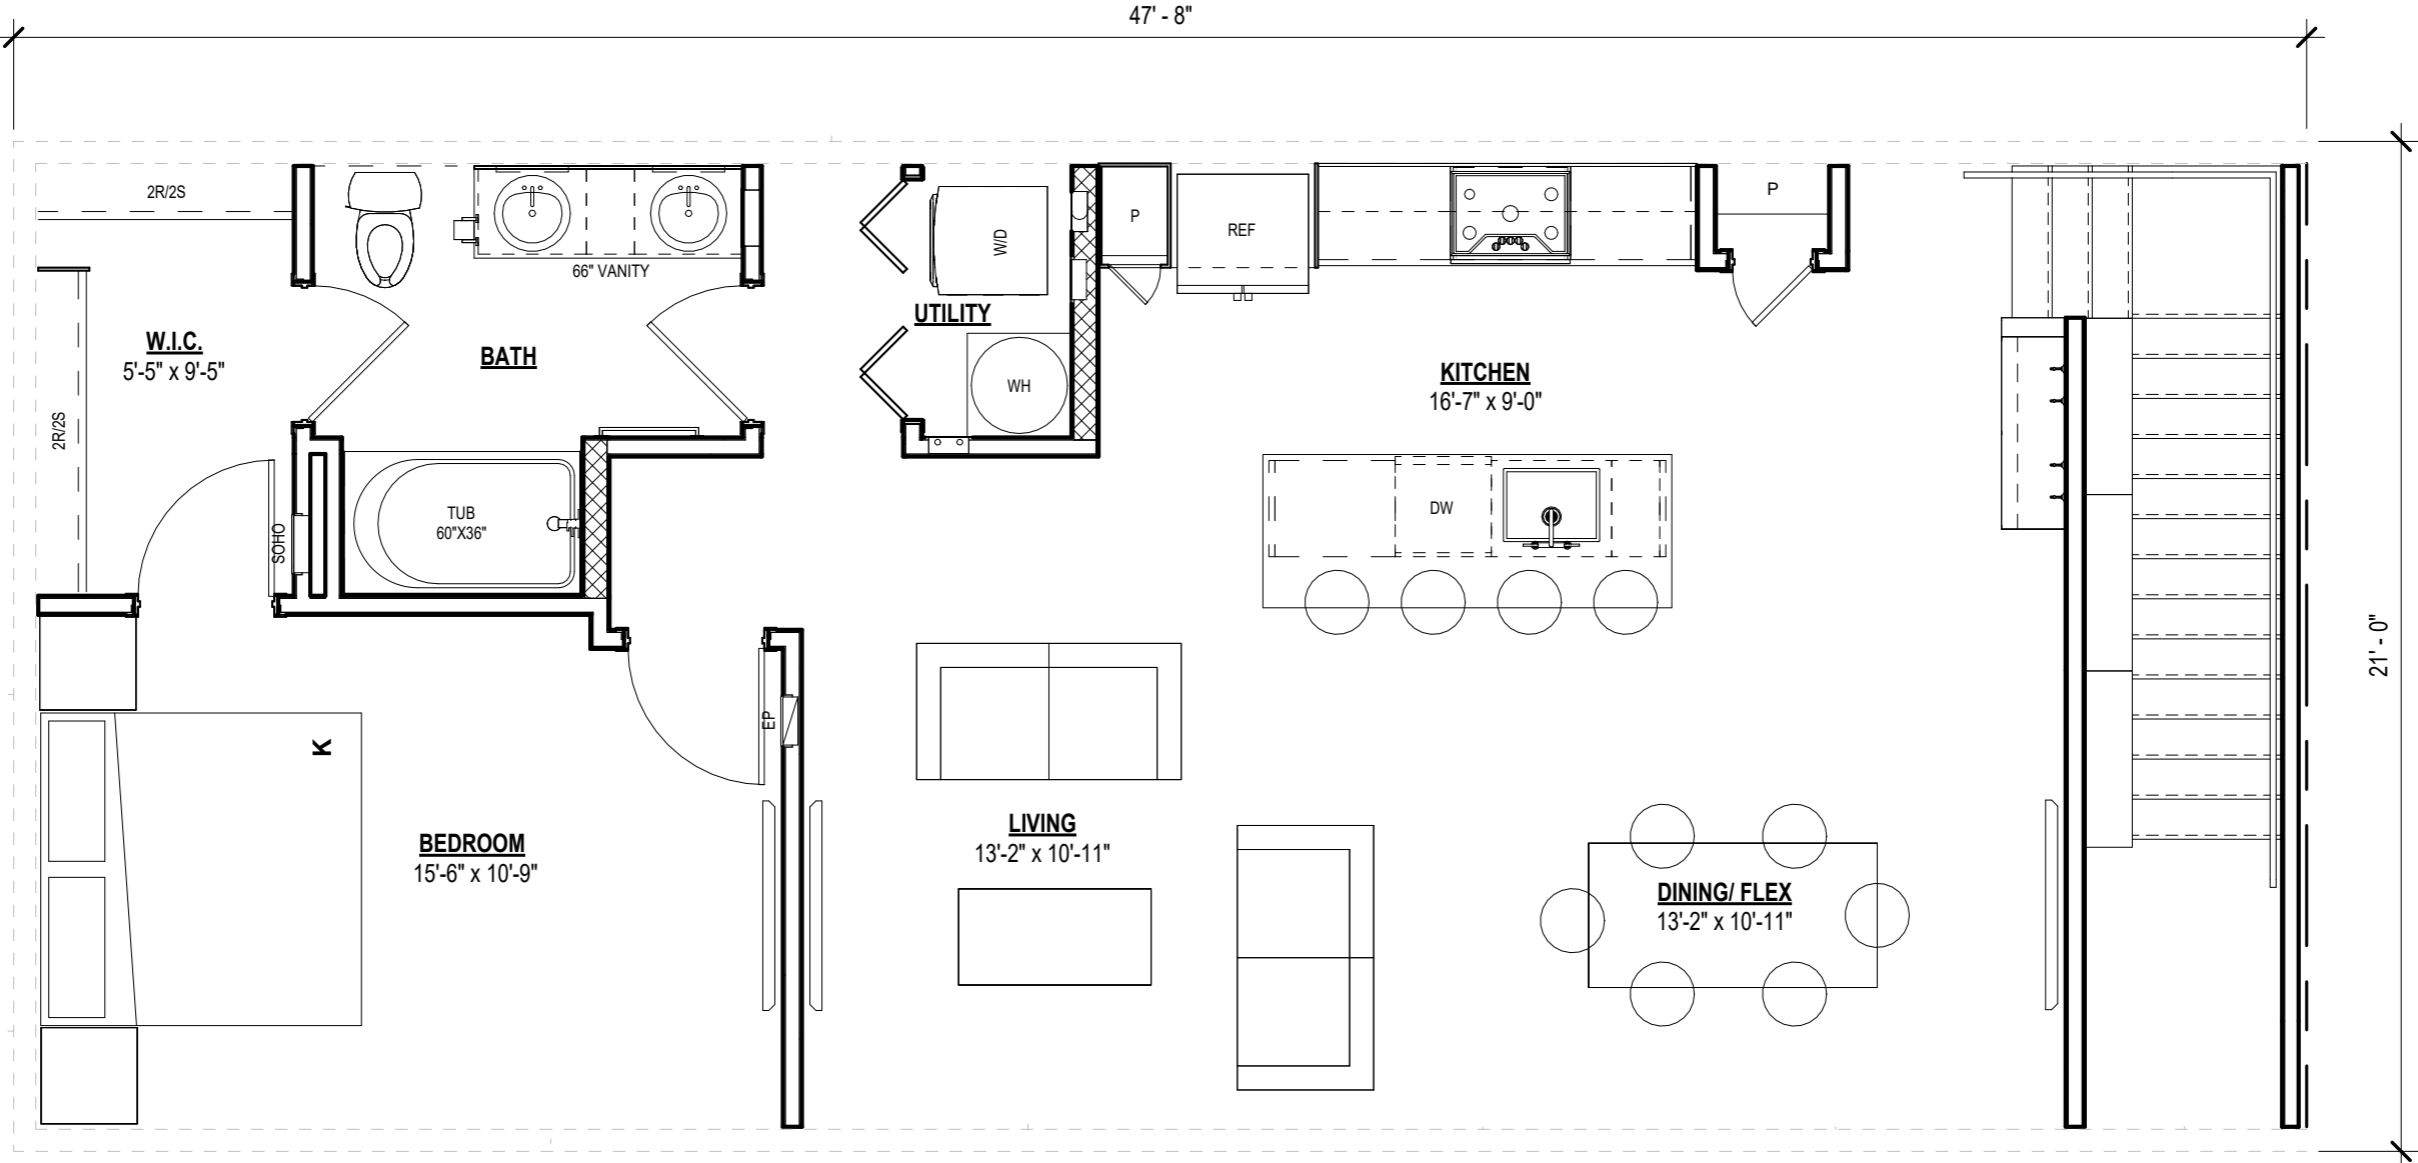 47' - 8"
2R/2S
66" VANITY
W/D
P
REF
P
UTILITY
W.I.C.
5'-5" x 9'-5"
BATH
WH
KITCHEN
16'-7" x 9'-0"
2R/2S
SOHO
TUB
60"X36"
DW
21' - 0"
K
EP
BEDROOM
15'-6" x 10'-9"
LIVING
13'-2" x 10'-11"
DINING/ FLEX
13'-2" x 10'-11"